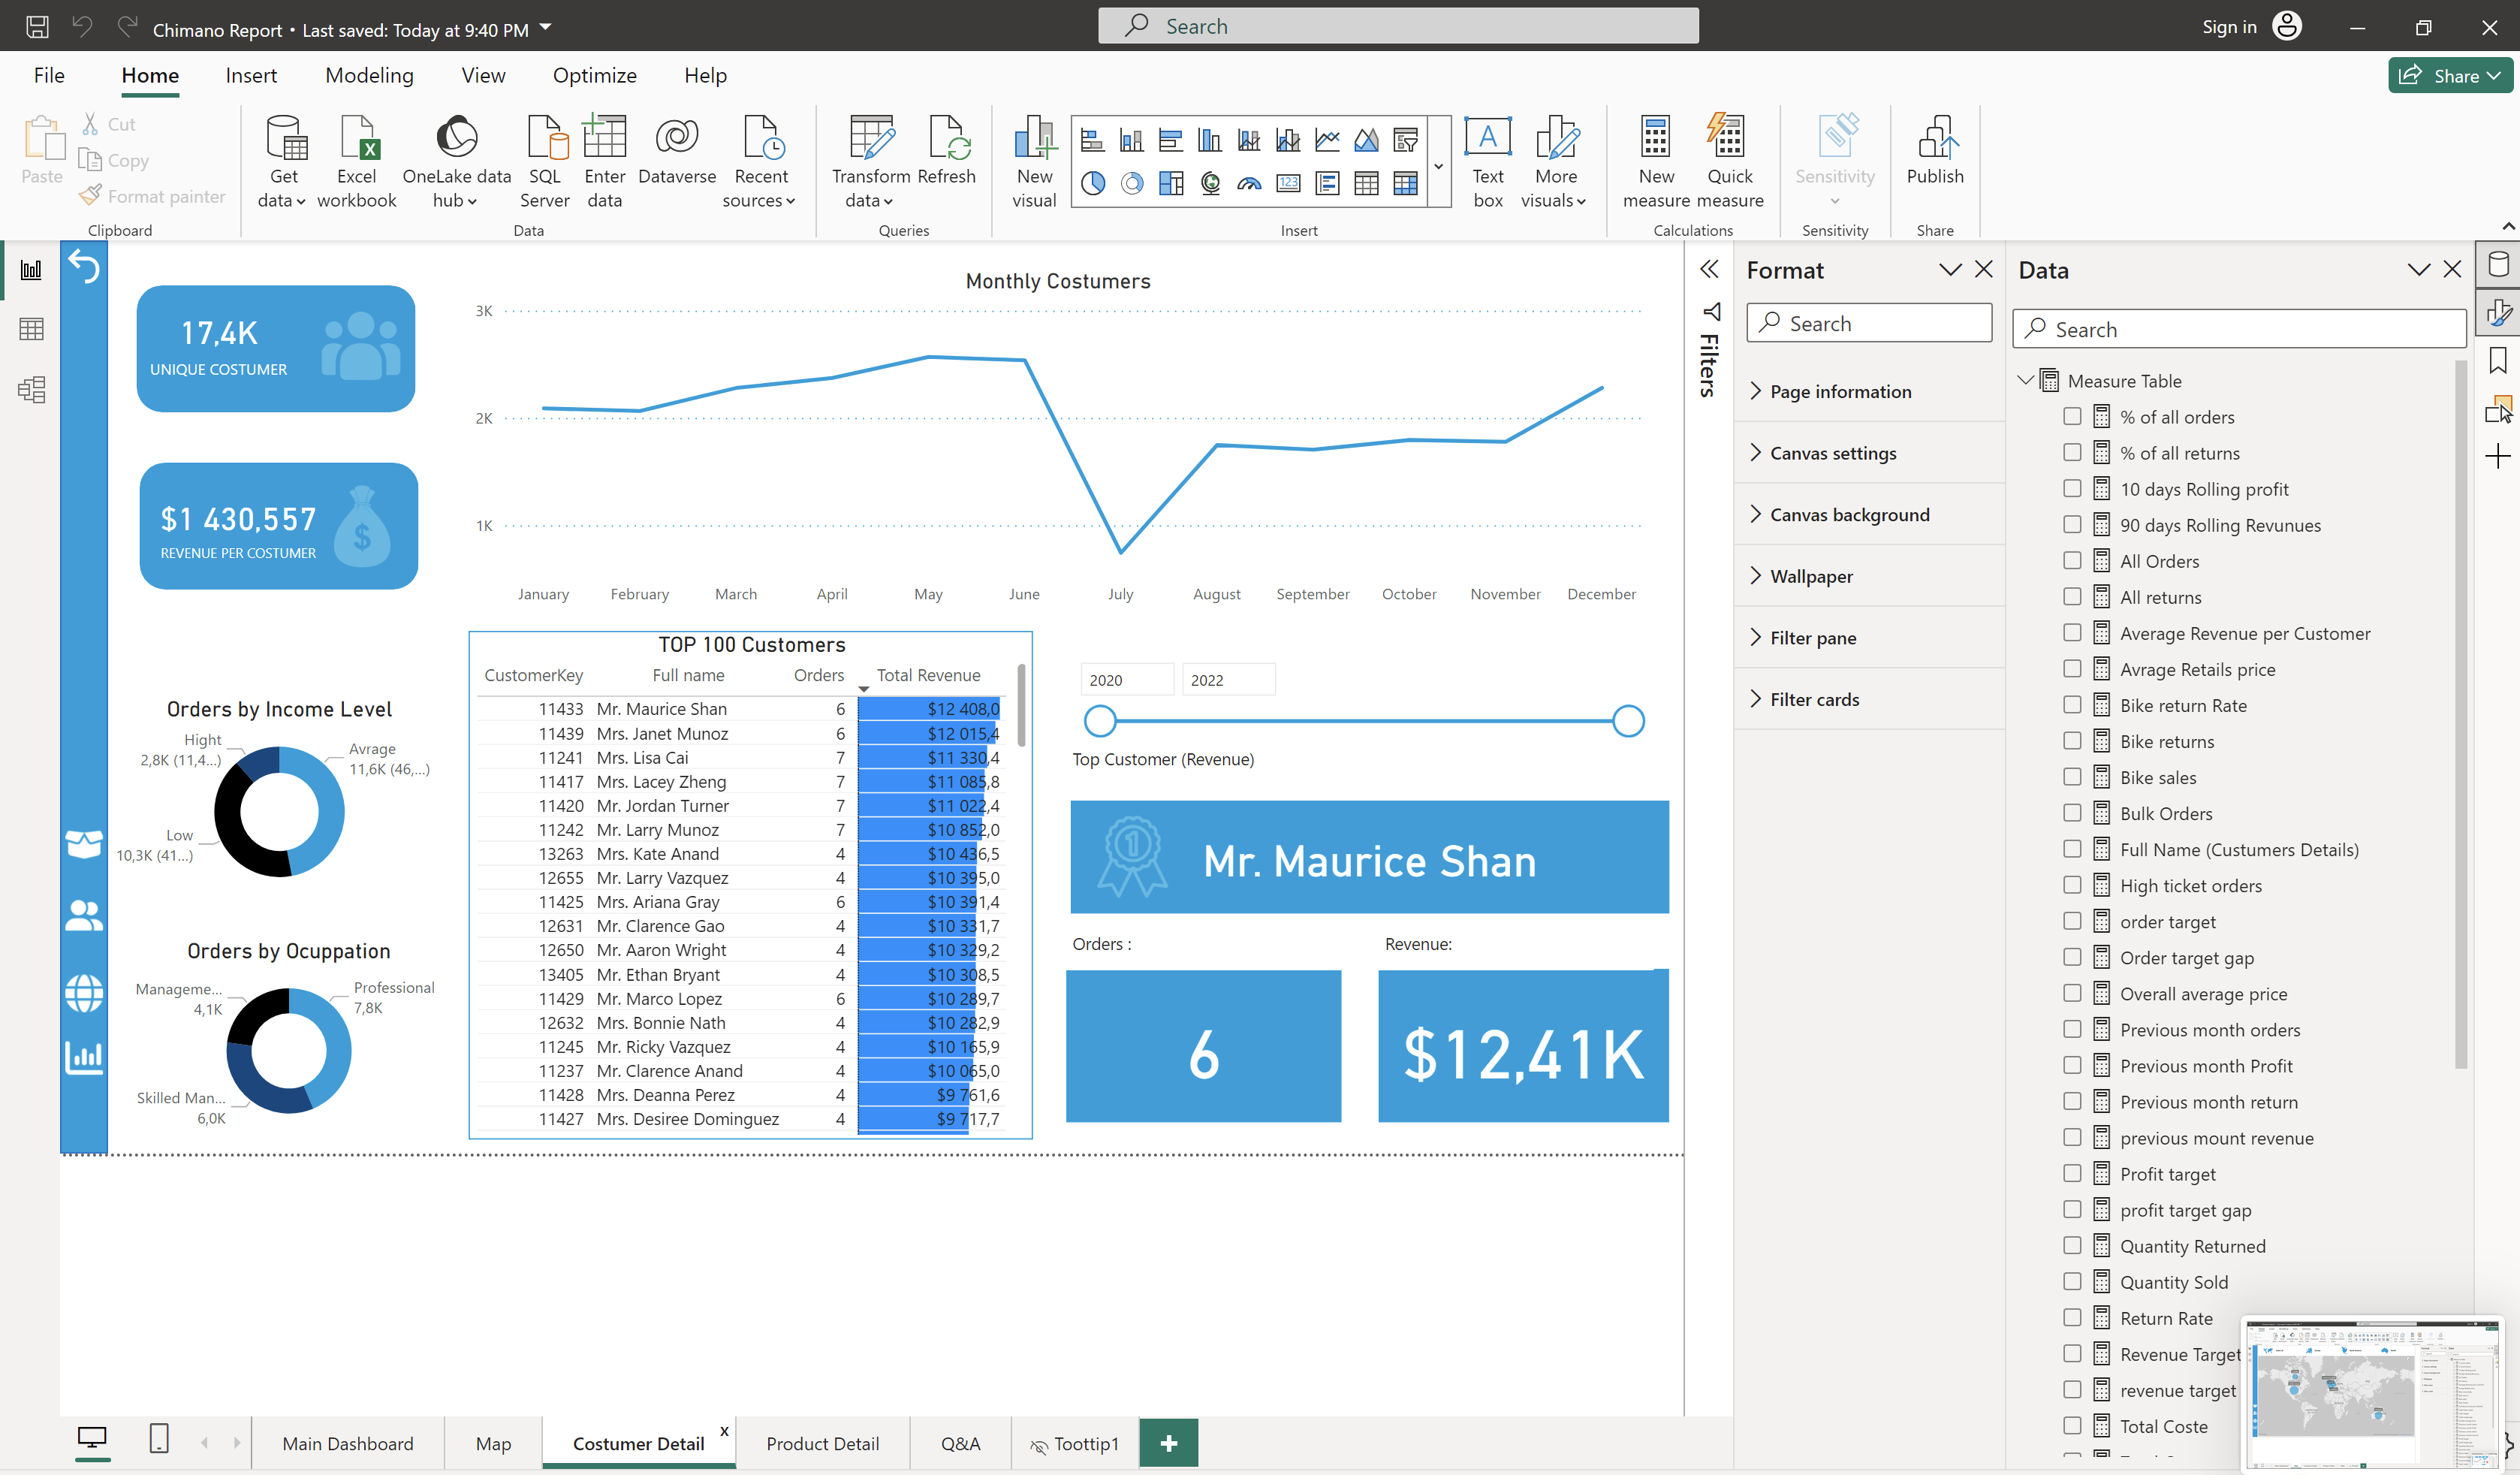 Chimano Report • Last saved: Today at 9:40 PM
Search
Sign in
File
Home
Insert
Modeling
View
Optimize
Help
Share
Paste
Cut
Copy
Format painter
Clipboard
Get data
Excel workbook
OneLake data hub
SQL Server
Enter data
Dataverse
Recent sources
Data
Transform data
Refresh
Queries
New visual
123
Insert
A
Text box
More visuals
New measure
Quick measure
Calculations
Sensitivity
Sensitivity
Publish
Share
17,4K
UNIQUE COSTUMER
$1 430,557
REVENUE PER COSTUMER
$
Monthly Costumers
3K
2K
1K
January February March April May June July August September October November December
Orders by Income Level
Hight
2,8K (11,4...)
Avrage
11,6K (46,...)
Low
10,3K (41...)
Orders by Ocuppation
Manageme...
4,1K
Professional
7,8K
Skilled Man...
6,0K
TOP 100 Customers
CustomerKey Full name Orders Total Revenue
11433 Mr. Maurice Shan 6 $12 408,0
11439 Mrs. Janet Munoz 6 $12 015,4
11241 Mrs. Lisa Cai 7 $11 330,4
11417 Mrs. Lacey Zheng 7 $11 085,8
11420 Mr. Jordan Turner 7 $11 022,4
11242 Mr. Larry Munoz 7 $10 852,0
13263 Mrs. Kate Anand 4 $10 436,5
12655 Mr. Larry Vazquez 4 $10 395,0
11425 Mrs. Ariana Gray 6 $10 391,4
12631 Mr. Clarence Gao 4 $10 331,7
12650 Mr. Aaron Wright 4 $10 329,2
13405 Mr. Ethan Bryant 4 $10 308,5
11429 Mr. Marco Lopez 6 $10 289,7
12632 Mrs. Bonnie Nath 4 $10 282,9
11245 Mr. Ricky Vazquez 4 $10 165,9
11237 Mr. Clarence Anand 4 $10 065,0
11428 Mrs. Deanna Perez 4 $9 761,6
11427 Mrs. Desiree Dominguez 4 $9 717,7
2020
2022
Top Customer (Revenue)
1
Mr. Maurice Shan
Orders :
Revenue:
6
$12,41K
Filters
Format
Search
Page information
Canvas settings
Canvas background
Wallpaper
Filter pane
Filter cards
Data
Search
Measure Table
% of all orders
% of all returns
10 days Rolling profit
90 days Rolling Revunues
All Orders
All returns
Average Revenue per Customer
Avrage Retails price
Bike return Rate
Bike returns
Bike sales
Bulk Orders
Full Name (Custumers Details)
High ticket orders
order target
Order target gap
Overall average price
Previous month orders
Previous month Profit
Previous month return
previous mount revenue
Profit target
profit target gap
Quantity Returned
Quantity Sold
Return Rate
Revenue Target
revenue target
Total Coste
Main Dashboard
Map
Costumer Detail
x
Product Detail
Q&A
Toottip1
+